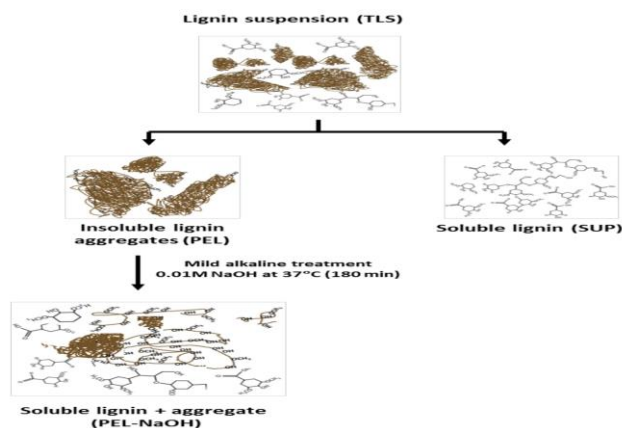 Lignin suspension (TLS)
Insoluble lignin
aggregates (PEL)
Soluble lignin (SUP)
Mild alkaline treatment
0.01M NaOH at 37°C (180 min)
Soluble lignin + aggregate
(PEL-NaOH)